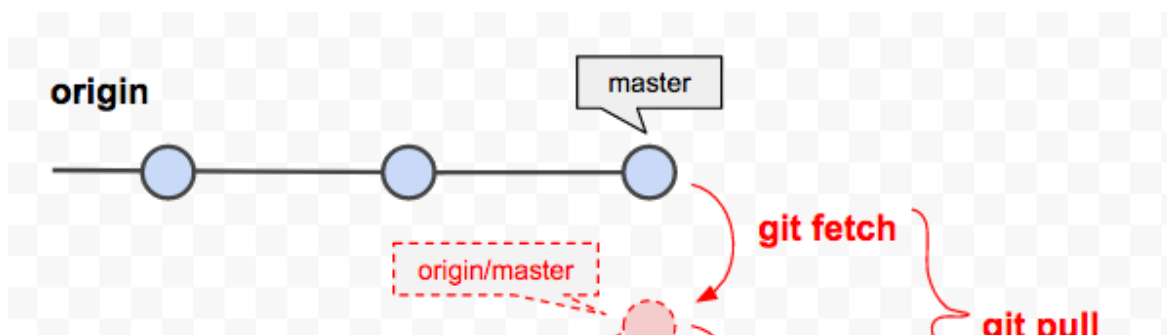 master
origin
git fetch
origin/master
git pull